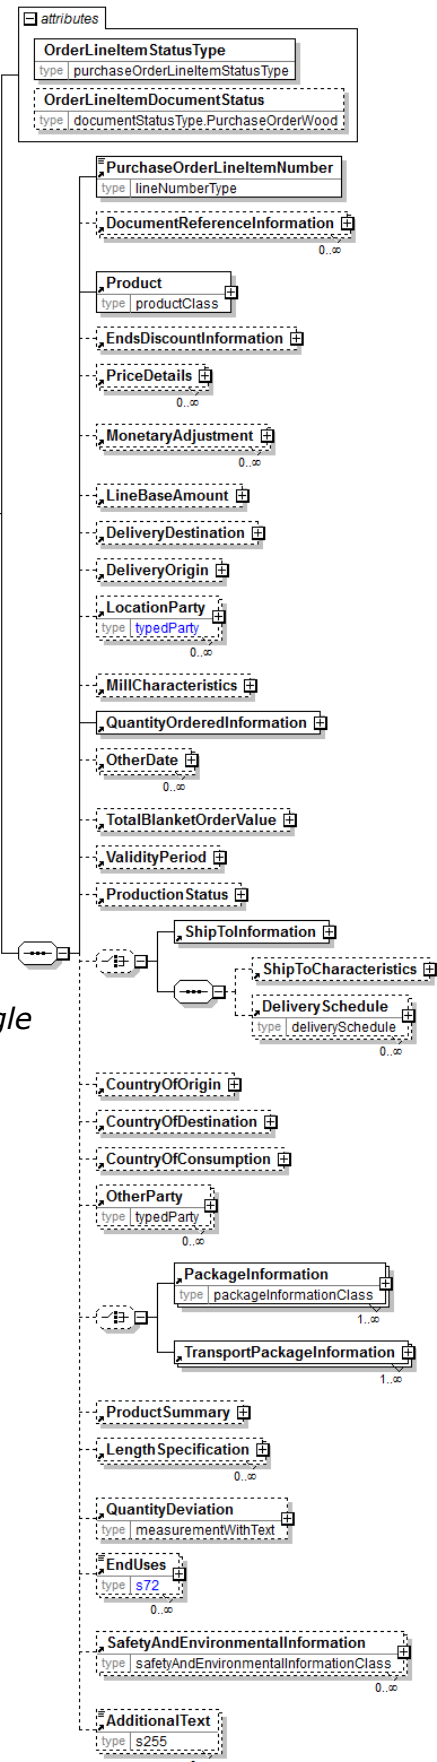 attributes
OrderLineItemStatusType
type purchaseOrderLineItemStatusType
OrderLineItemDocumentStatus
type documentStatusType.PurchaseOrderWood
PurchaseOrderLineItemNumber
type lineNumberType
DocumentReferenceInformation
0..∞
Product
type productClass
EndsDiscountInformation
PriceDetails
0..∞
MonetaryAdjustment
0..∞
LineBaseAmount
DeliveryDestination
DeliveryOrigin
LocationParty
type typedParty
0..∞
MillCharacteristics
QuantityOrderedInformation
OtherDate
0..∞
TotalBlanketOrderValue
ValidityPeriod
ProductionStatus
ShipToInformation
ShipToCharacteristics
DeliverySchedule
type deliverySchedule
0..∞
gle
CountryOfOrigin
CountryOfDestination
CountryOfConsumption
OtherParty
type typedParty
0..∞
PackageInformation
type packageInformationClass
1..∞
TransportPackageInformation
1..∞
ProductSummary
LengthSpecification
0..∞
QuantityDeviation
type measurementWithText
EndUses
type s72
0..∞
SafetyAndEnvironmentalInformation
type safetyAndEnvironmentalInformationClass
0..∞
AdditionalText
type s255